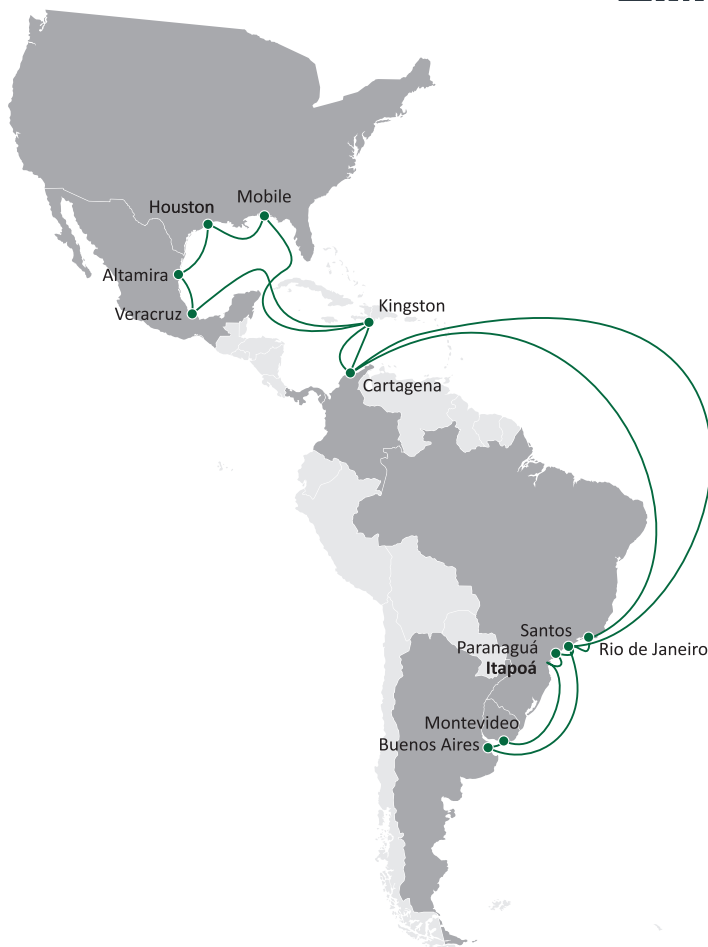 Mobile
Houston
Altamira
Veracruz
Kingston
Cartagena
Santos
Paranaguá
Rio de Janeiro
Itapoá
Montevideo
Buenos Aires